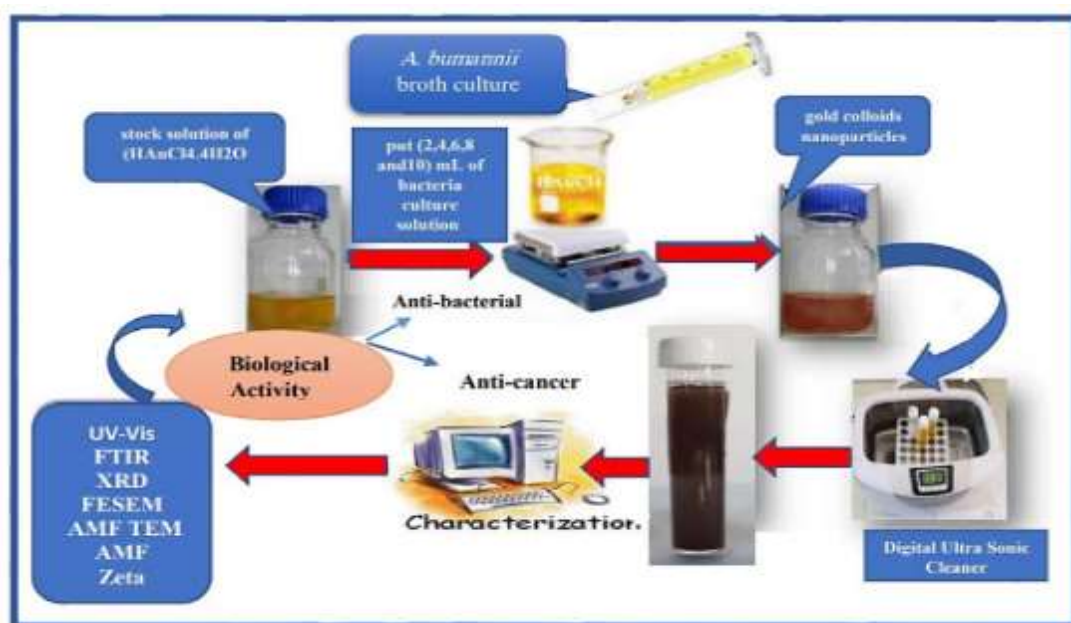 A. bumannii
broth culture
stock solution of
(HAuCl4.4H2O
put (2,4,6,8
and10) mL of
bacteria
culture
solution
HAuCl4
gold colloids
nanoparticles
Anti-bacterial
Biological
Activity
Anti-cancer
UV-Vis
FTIR
XRD
FESEM
AMF TEM
AMF
Zeta
Characterization.
Digital Ultra Sonic
Cleaner